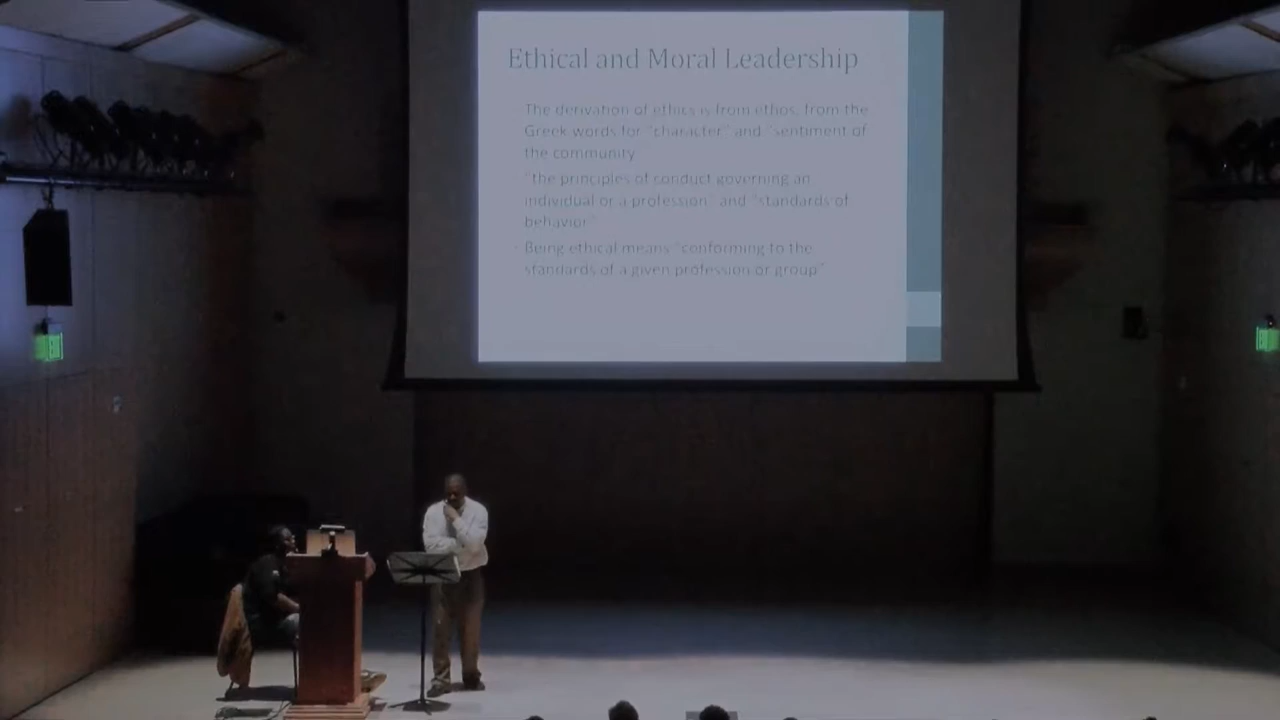 Ethical and Moral Leadership
The derivation of ethics is from ethos, from the
Greek words for "character" and "sentiment of
the community
"the principles of conduct governing an
individual or a profession" and "standards of
behavior"
Being ethical means "conforming to the
standards of a given profession or group"